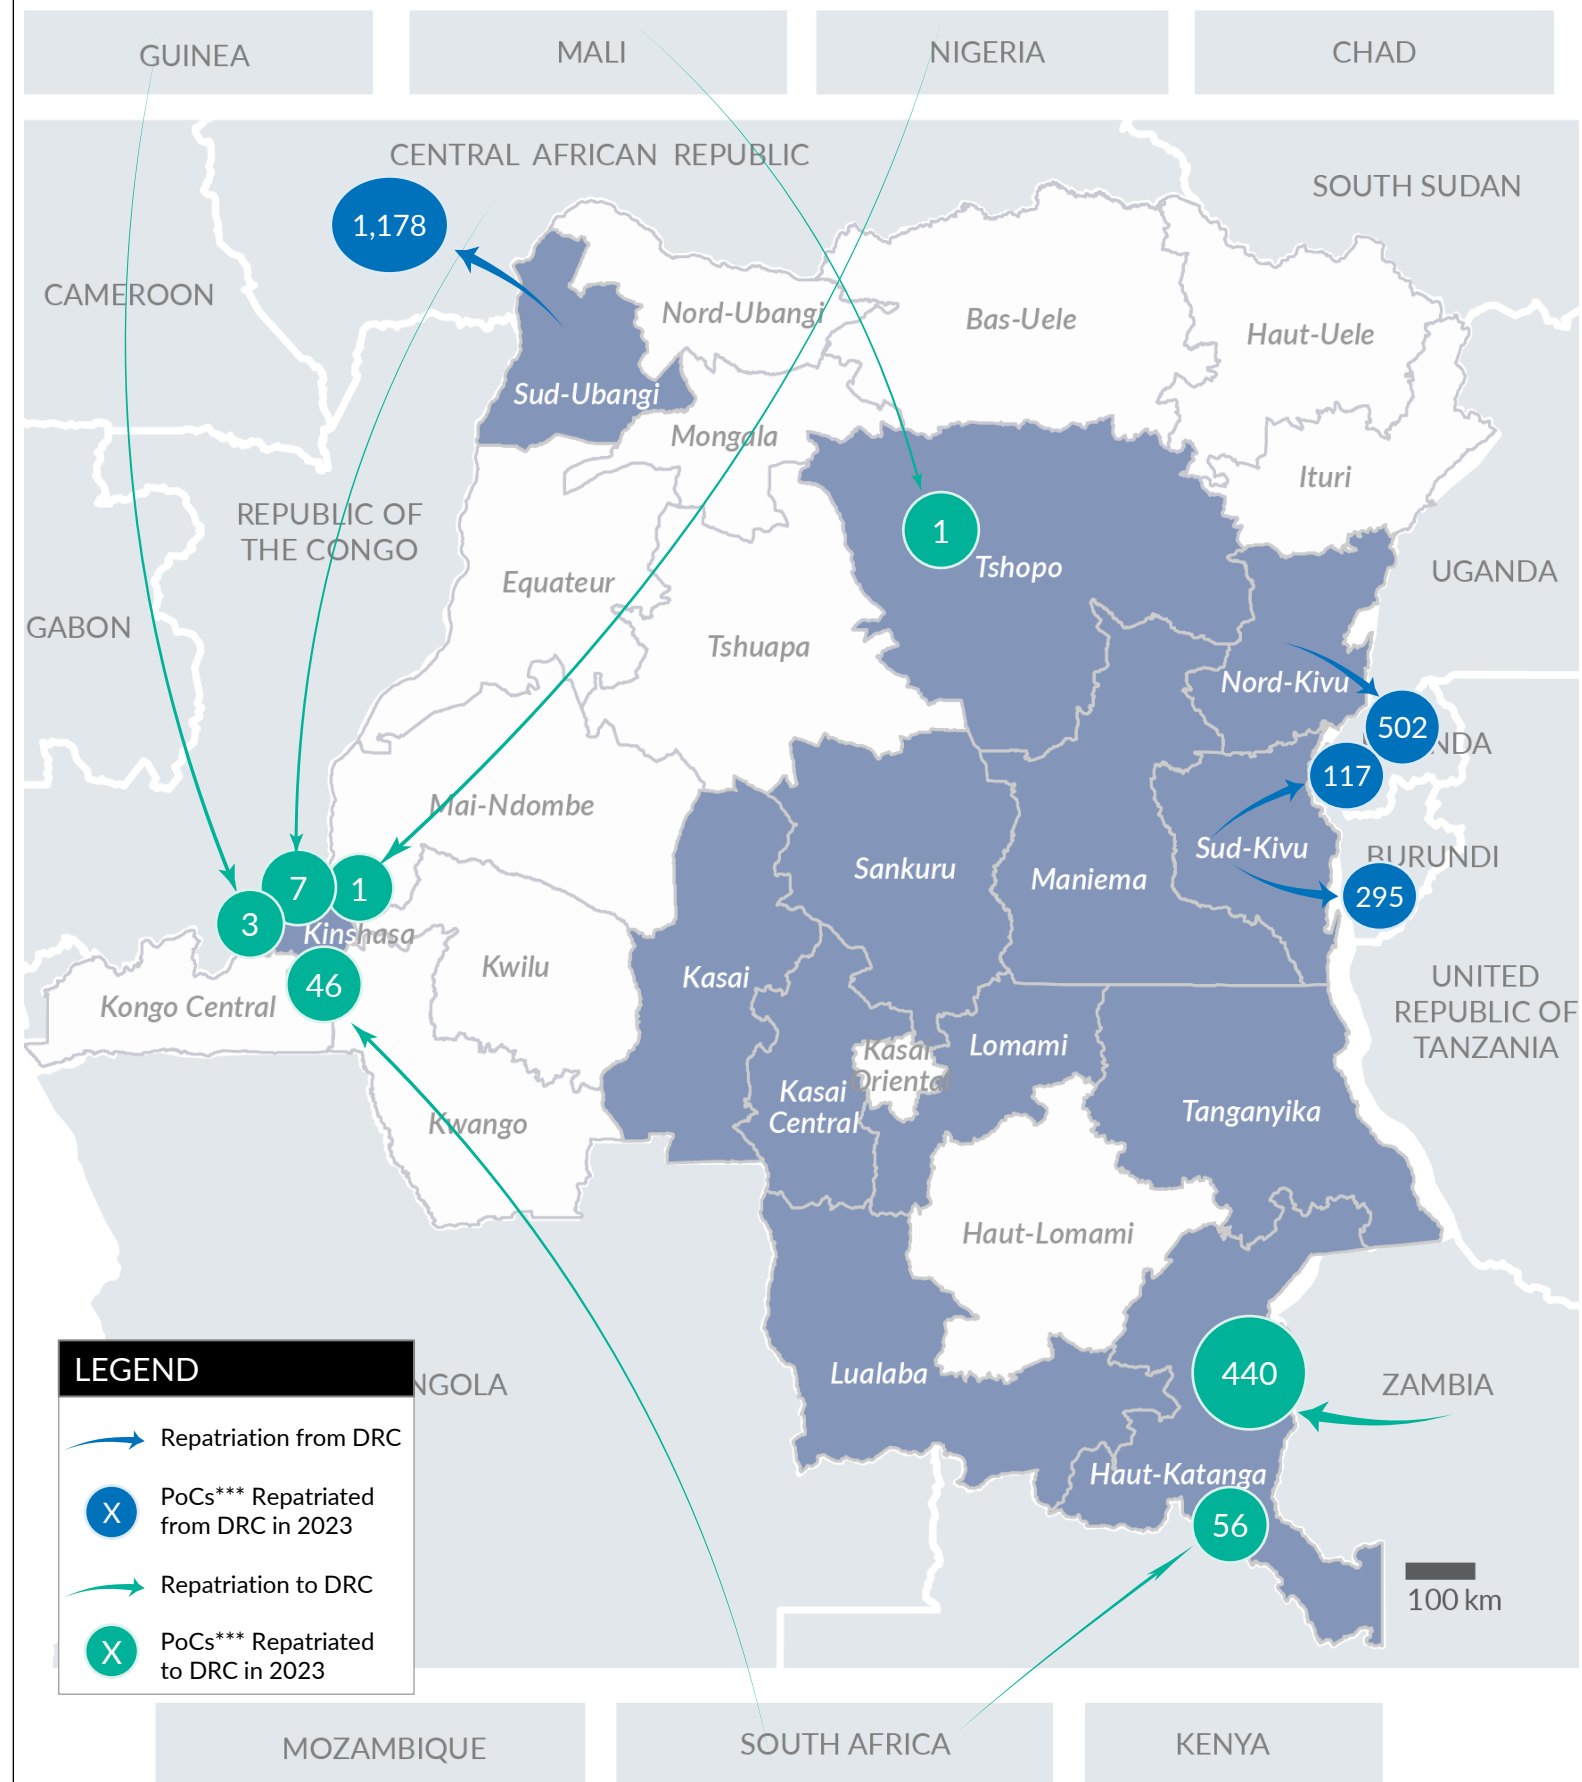 GUINEA
MALI
NIGERIA
CHAD
CENTRAL AFRICAN REPUBLIC
SOUTH SUDAN
1,178
CAMEROON
Nord-Ubangi
Bas-Uele
Haut-Uele
Sud-Ubangi
Mongala
Ituri
REPUBLIC OF
THE CONGO
1
Tshopo
UGANDA
Equateur
GABON
Tshuapa
Nord-Kivu
502
NDA
117
Mai-Ndombe
Sud-Kivu
BURUNDI
Sankuru
Maniema
295
7
1
3
Kinshasa
Kwilu
Kasai
46
Kongo Central
UNITED
REPUBLIC OF
TANZANIA
Kasai
Oriental
Lomami
Kasai
Central
Tanganyika
Kwango
Haut-Lomami
Lualaba
440
ZAMBIA
NGOLA
Haut-Katanga
56
100 km
LEGEND
Repatriation from DRC
X
PoCs*** Repatriated
from DRC in 2023
Repatriation to DRC
X
PoCs*** Repatriated
to DRC in 2023
MOZAMBIQUE
SOUTH AFRICA
KENYA